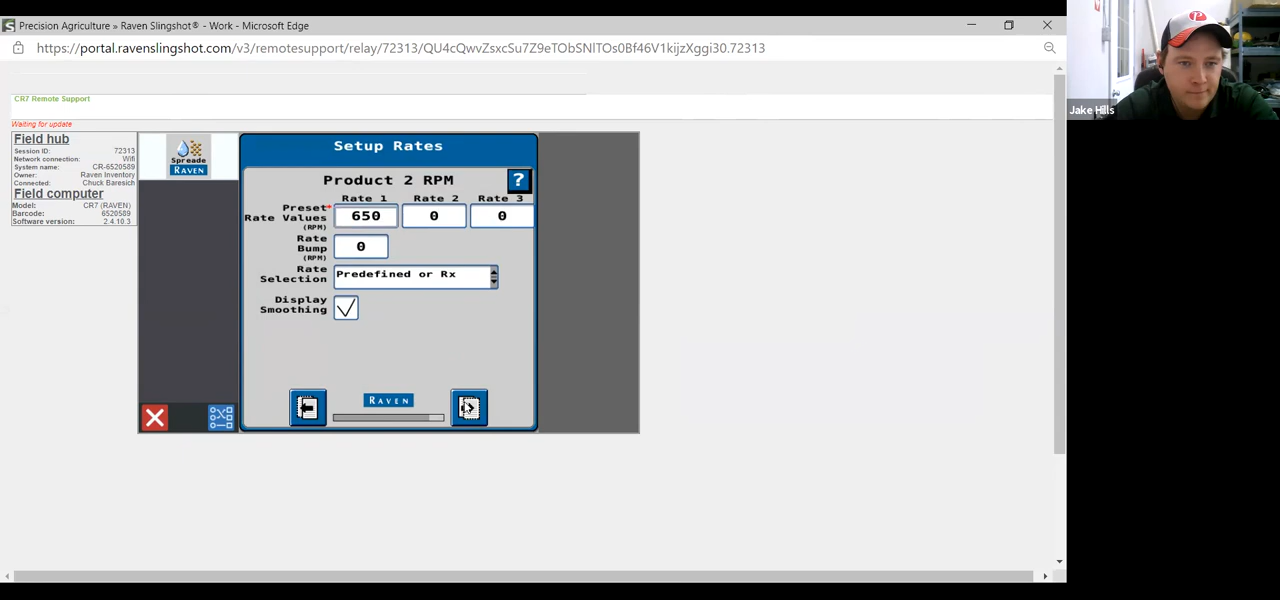 Precision Agriculture » Raven Slingshot® - Work - Microsoft Edge
https://portal.ravenslingshot.com/v3/remotesupport/relay/72313/QU4cQwvZsxcSu7Z9eTObSNlTOs0Bf46V1kijzXggi30.72313
Jake Hills
CR7 Remote Support
Waiting for update
Field hub
Session ID: 72313
Network connection: Wifi
System name: CR-6520589
Owner: Raven Inventory
Connected: Chuck Baresich
Field computer
Model: CR7 (RAVEN)
Barcode: 6520589
Software version: 2.4.10.3
Spreade
RAVEN
Setup Rates
Product 2 RPM
?
Rate 1 Rate 2 Rate 3
Preset* Rate Values (RPM) 650 0 0
Rate Bump (RPM) 0
Rate Selection Predefined or Rx
Display Smoothing
RAVEN